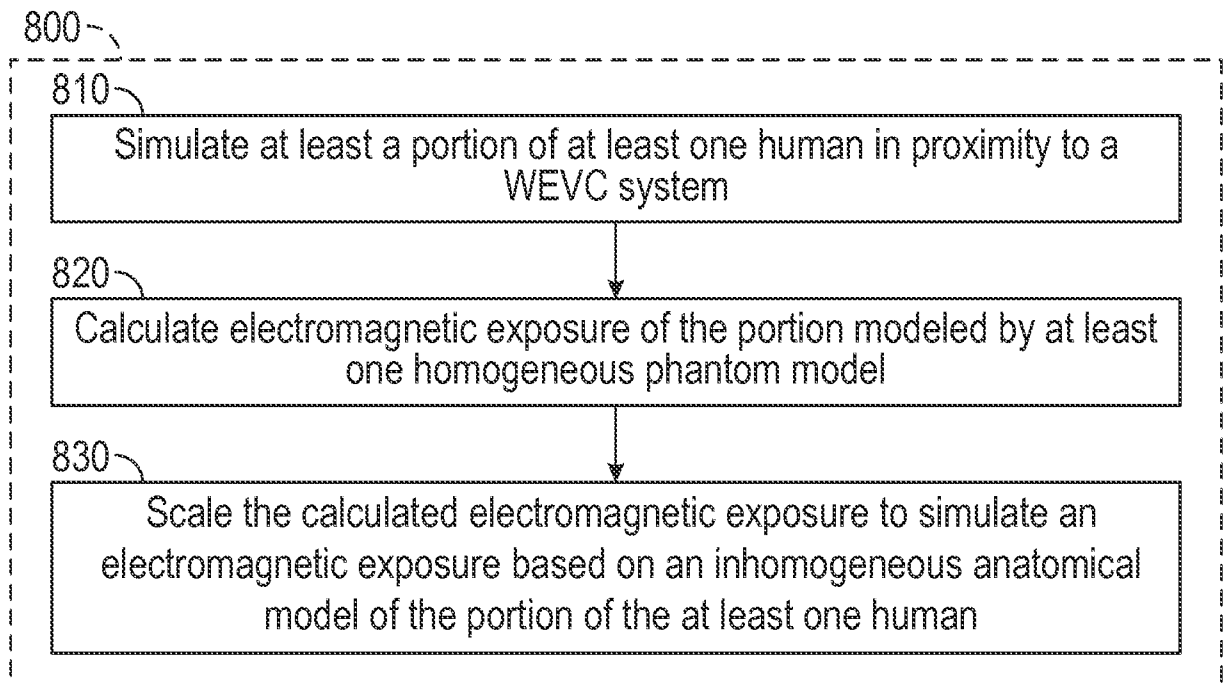 800
810
Simulate at least a portion of at least one human in proximity to a
WEVC system
820
Calculate electromagnetic exposure of the portion modeled by at least
one homogeneous phantom model
830
Scale the calculated electromagnetic exposure to simulate an
electromagnetic exposure based on an inhomogeneous anatomical
model of the portion of the at least one human